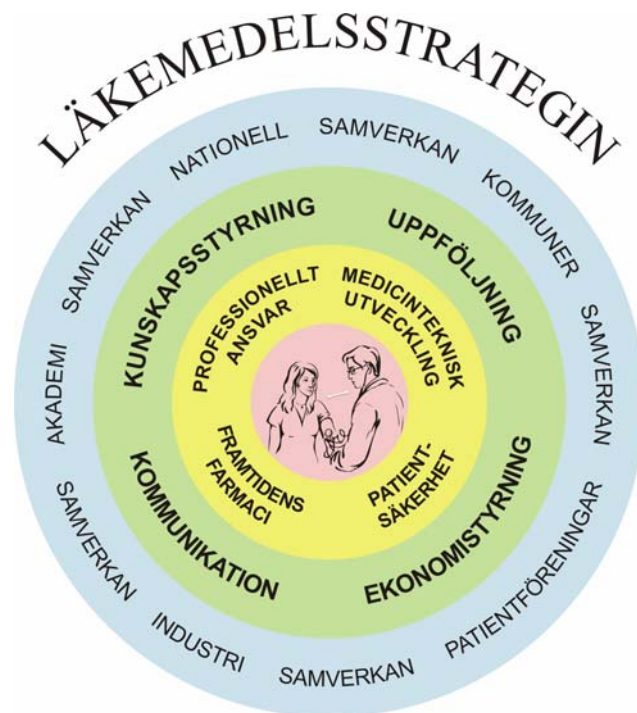 LÄKEMEDELSSTRATEGIN
NATIONELL
SAMVERKAN
KOMMUNER
SAMVERKAN
PATIENTFÖRENINGAR
SAMVERKAN
INDUSTRI
SAMVERKAN
AKADEMI
SAMVERKAN
KUNSKAPSSTYRNING
UPPFÖLJNING
EKONOMISTYRNING
KOMMUNIKATION
PROFESSIONELLT
ANSVAR
MEDICINTEKNISK
UTVECKLING
PATIENT-
SÄKERHET
FRAMTIDENS
FARMACI